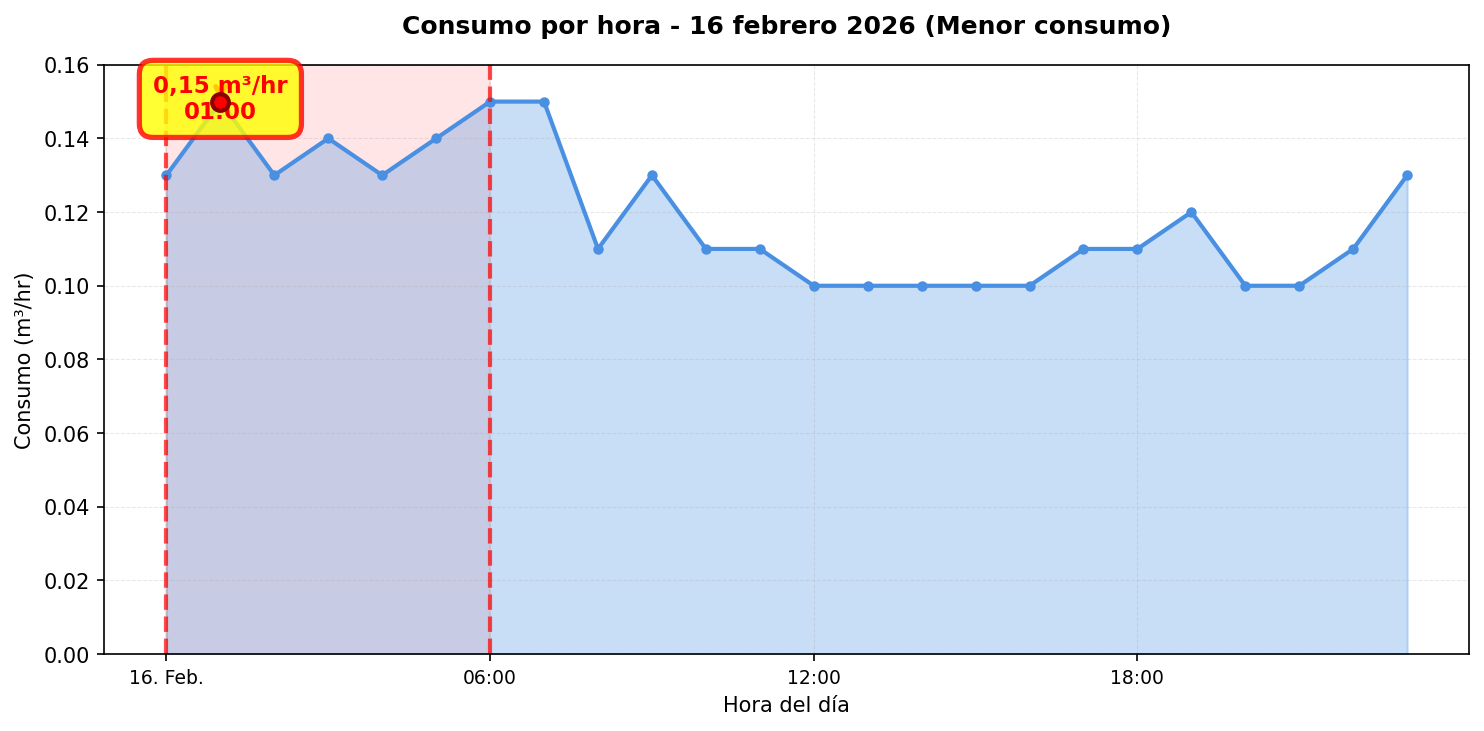 Consumo por hora - 16 febrero 2026 (Menor consumo)
0,15 m³/hr
01:00
Consumo (m³/hr)
0.16
0.14
0.12
0.10
0.08
0.06
0.04
0.02
0.00
16. Feb.
06:00
12:00
18:00
Hora del día